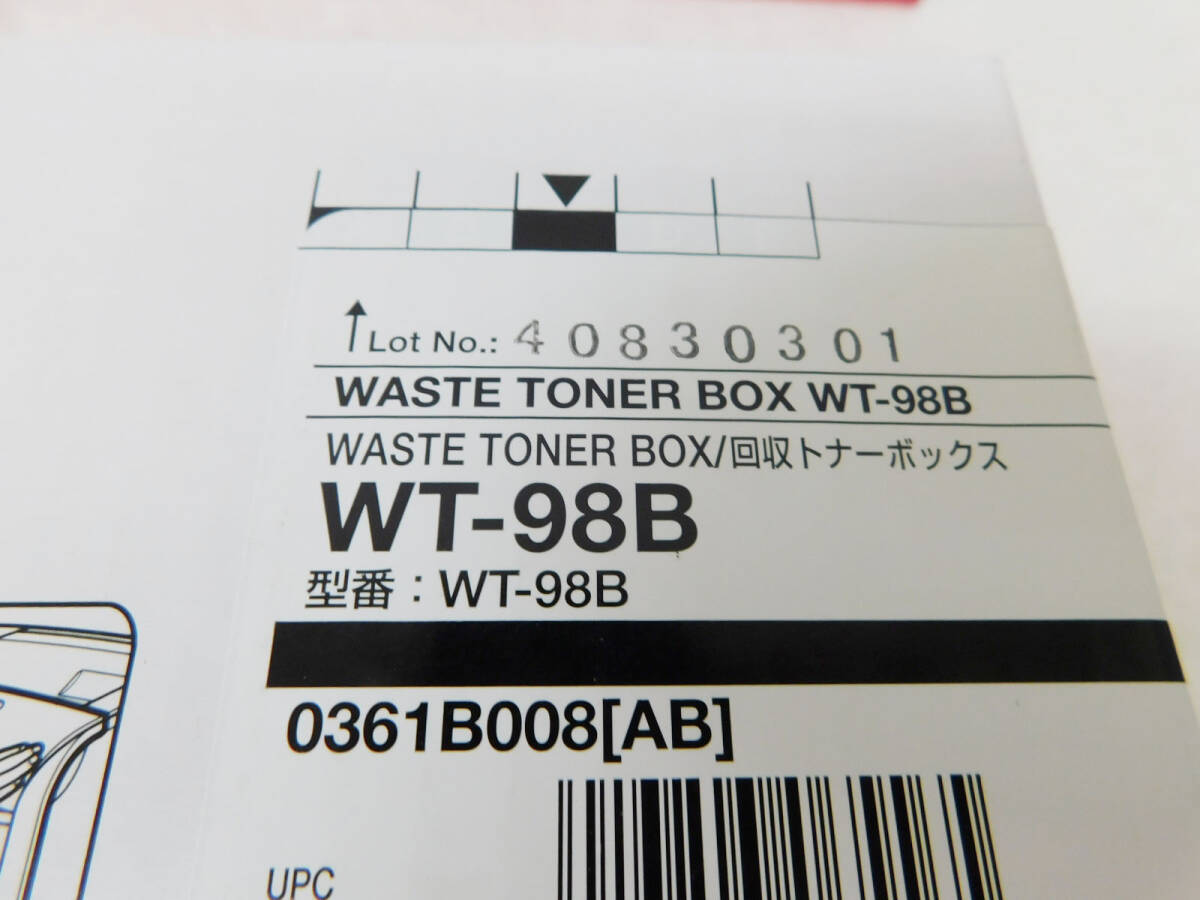 Lot No.: 40830301
WASTE TONER BOX WT-98B
WASTE TONER BOX/回収トナーボックス
WT-98B
型番：WT-98B
0361B008[AB]
UPC